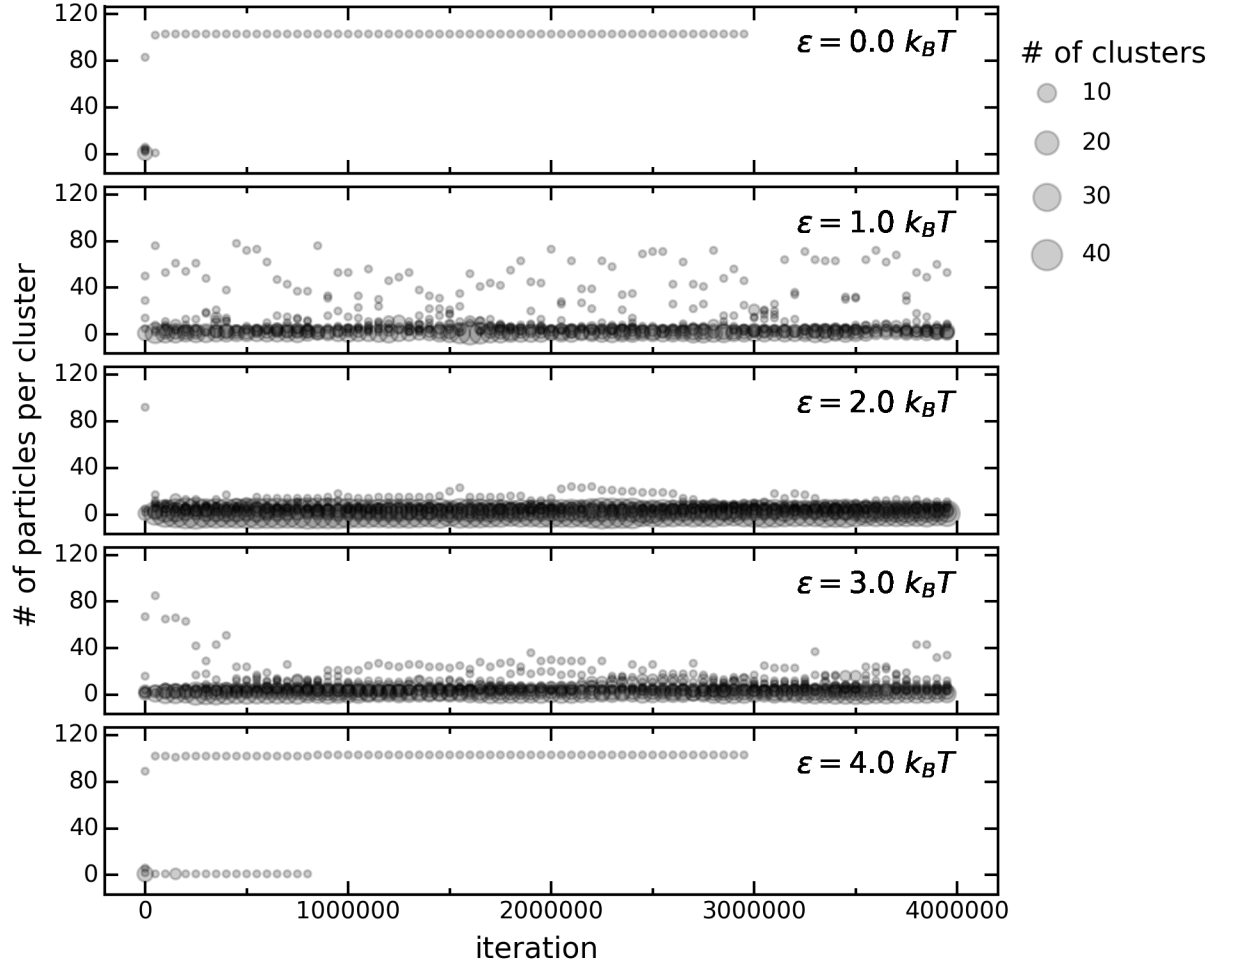 120
80
40
0
ε = 0.0 k_BT
# of clusters
10
20
30
40
120
80
40
0
ε = 1.0 k_BT
# of particles per cluster
120
80
40
0
ε = 2.0 k_BT
120
80
40
0
ε = 3.0 k_BT
120
80
40
0
ε = 4.0 k_BT
0 1000000 2000000 3000000 4000000
iteration